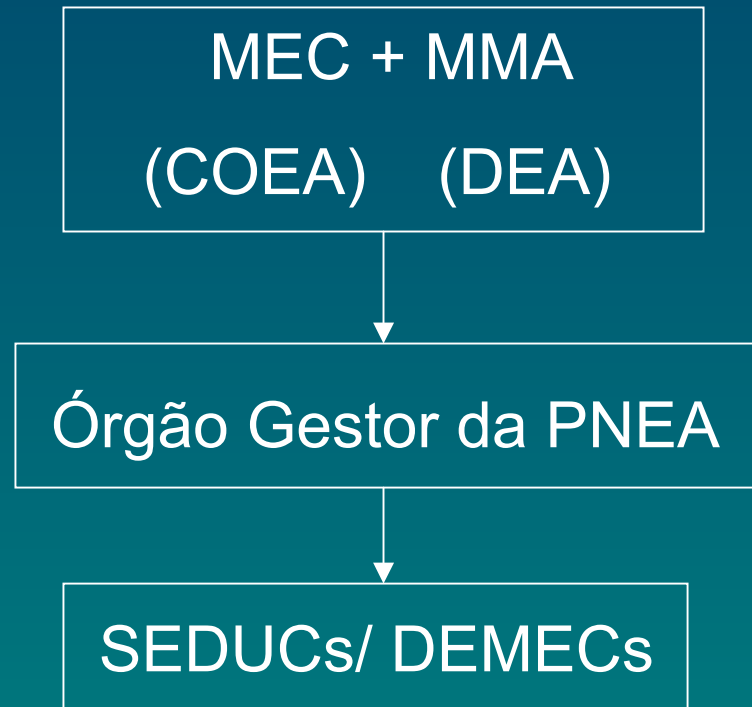 MEC + MMA
(COEA) (DEA)
Órgão Gestor da PNEA
SEDUCs/ DEMECs